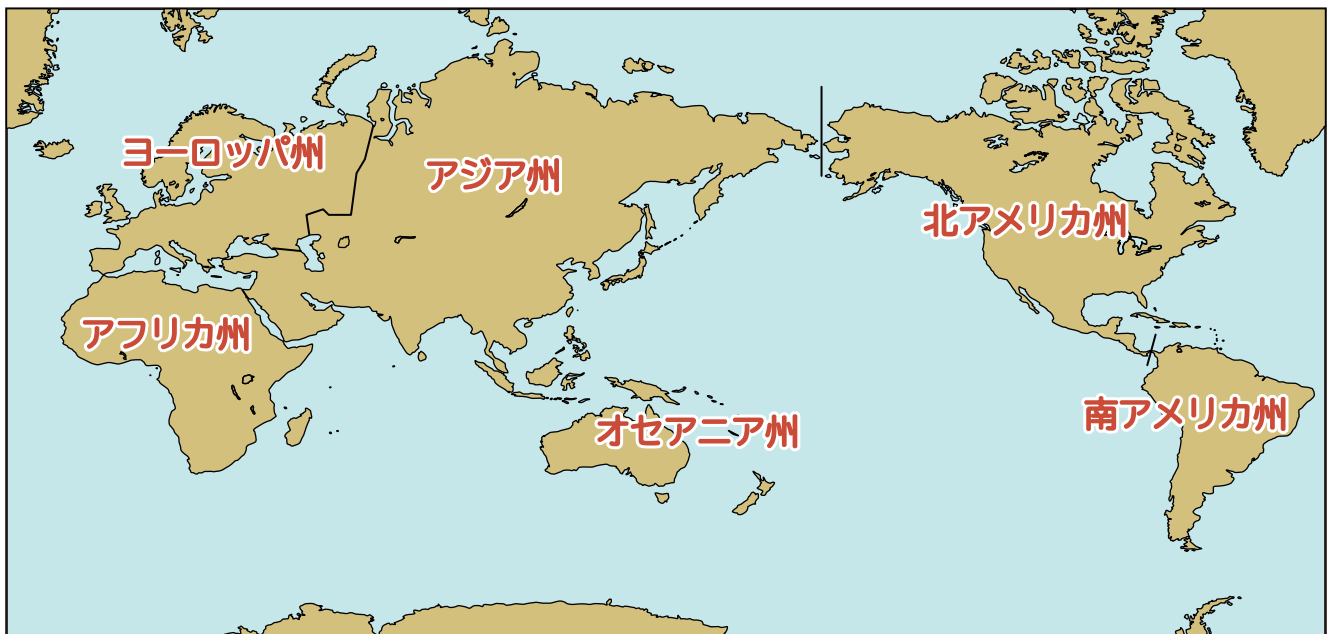 ヨーロッパ州
アジア州
北アメリカ州
アフリカ州
南アメリカ州
オセアニア州